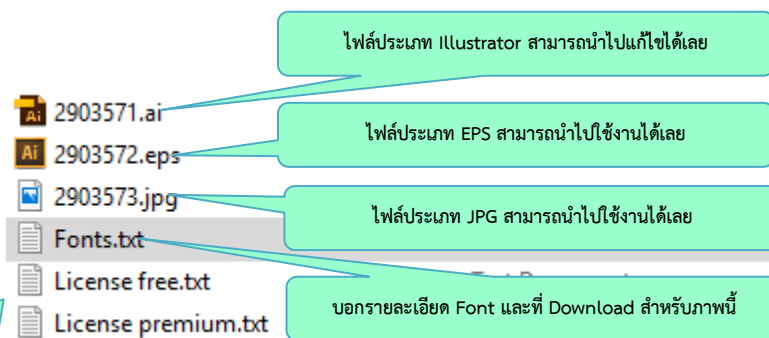 ไฟล์ประเภท Illustrator สามารถนำไปแก้ไขได้เลย
2903571.ai
ไฟล์ประเภท EPS สามารถนำไปใช้งานได้เลย
2903572.eps
2903573.jpg
ไฟล์ประเภท JPG สามารถนำไปใช้งานได้เลย
Fonts.txt
License free.txt
บอกรายละเอียด Font และที่ Download สำหรับภาพนี้
License premium.txt